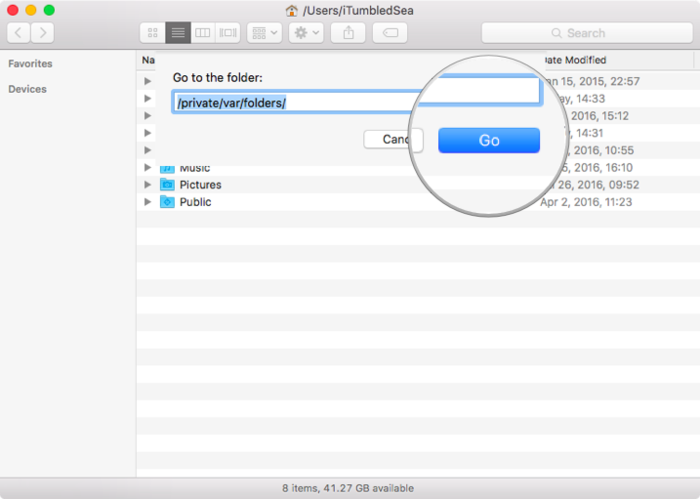 /Users/iTumbledSea
Search
Favorites
Devices
Na
ate Modified
Go to the folder:
/private/var/folders/
Go
an 15, 2015, 22:57
ay, 14:33
, 2016, 15:12
y, 14:31
, 2016, 10:55
Music
5, 2016, 16:10
Pictures
26, 2016, 09:52
Public
Apr 2, 2016, 11:23
8 items, 41.27 GB available